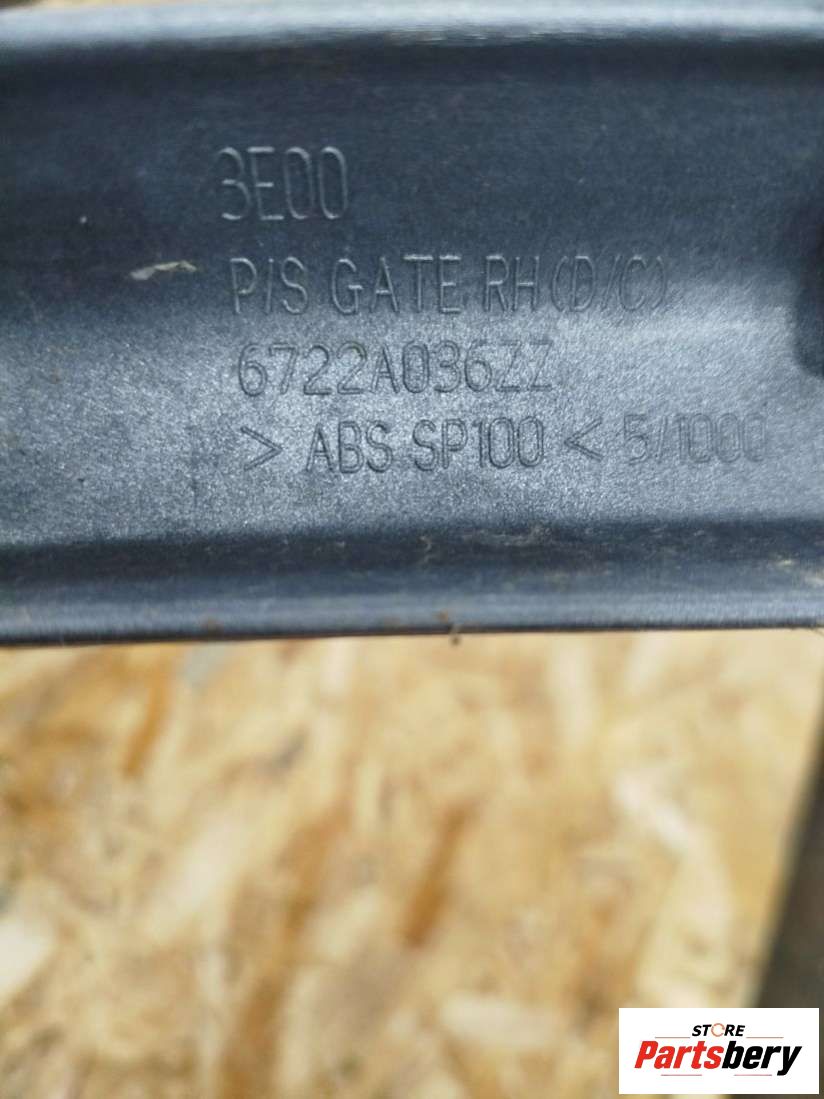 3E00
P/S GATE RH(D/C)
6722A036ZZ
> ABS SP100 < 5/1000
STORE
Partsbery